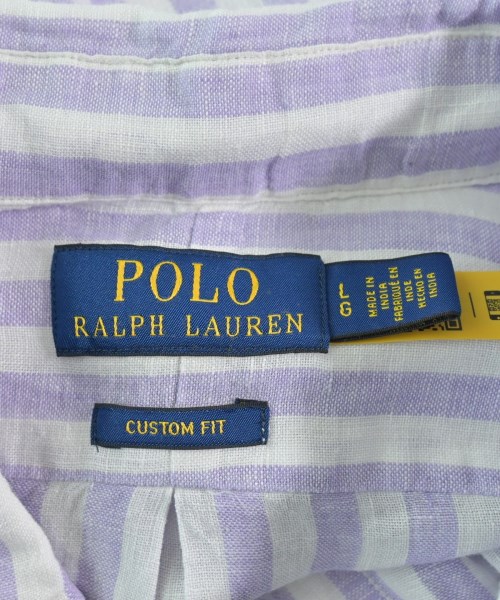 POLO
RALPH LAUREN
L
G
MADE IN
INDIA
FABRIQUÉ EN
INDE
HECHO EN
INDIA
CUSTOM FIT